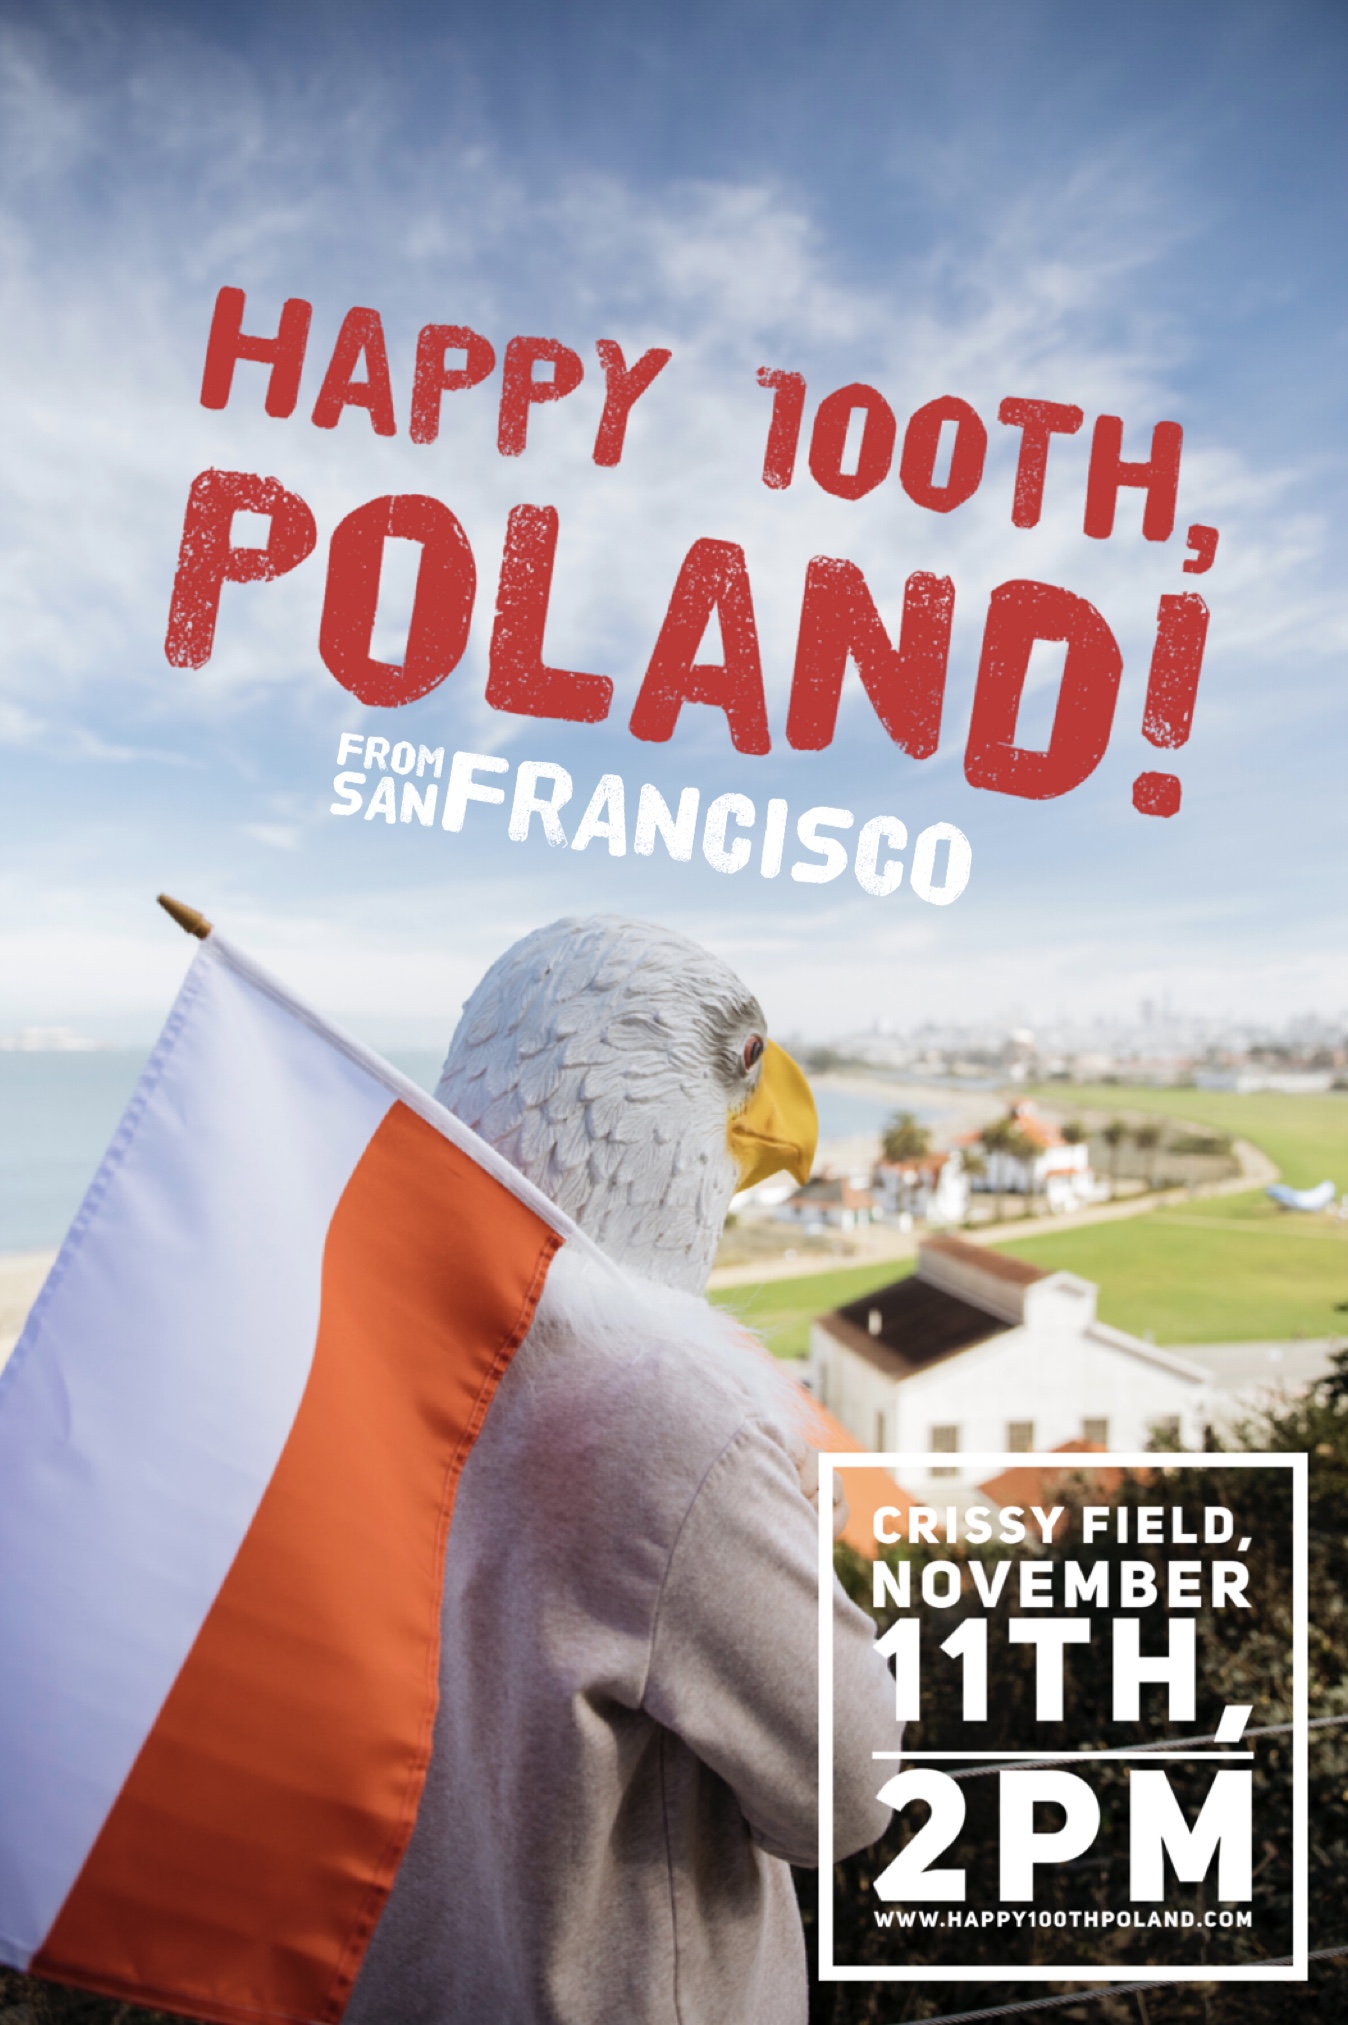 HAPPY 100TH,
POLAND!
FROM
SAN FRANCISCO
CRISSY FIELD,
NOVEMBER
11TH,
2PM
WWW.HAPPY100THPOLAND.COM